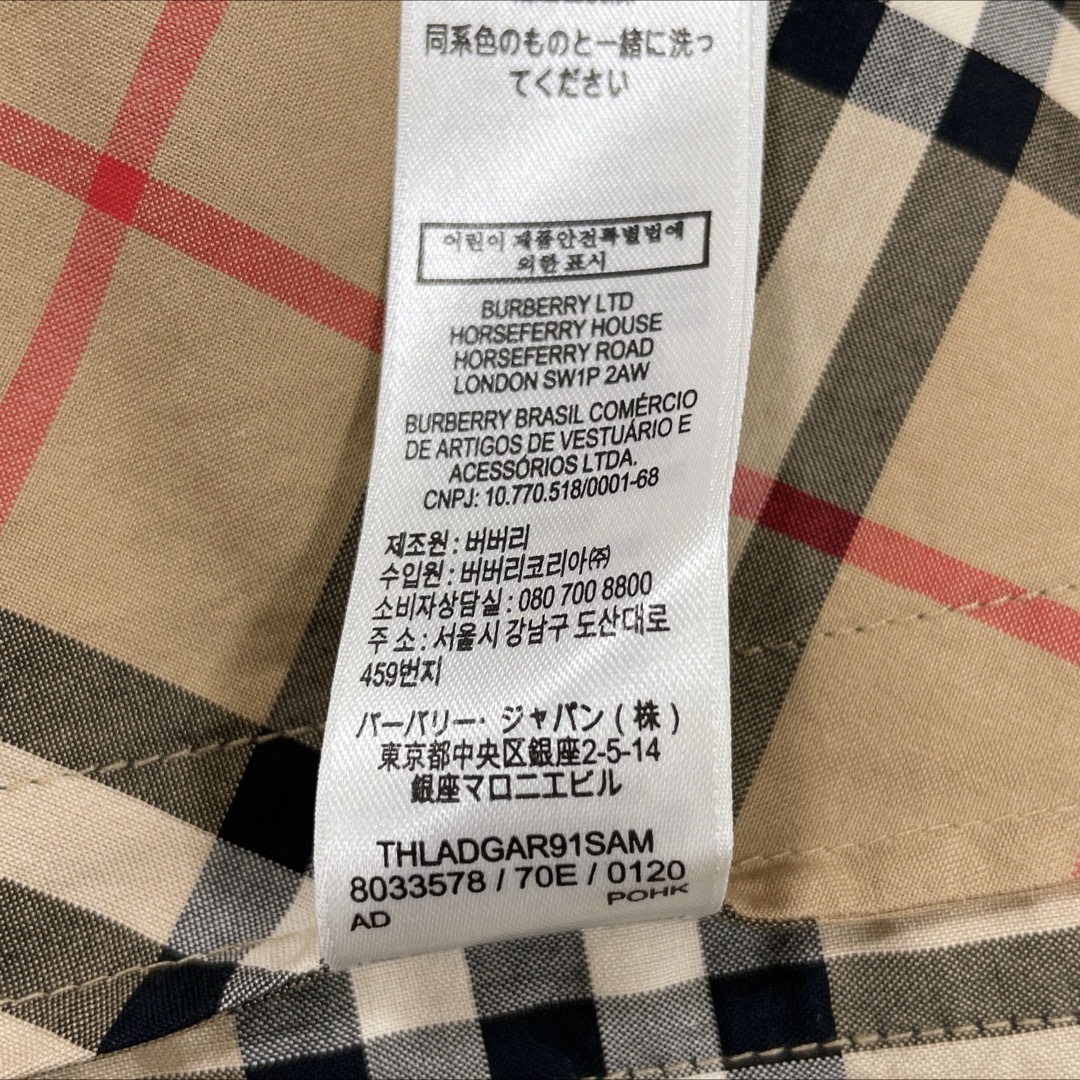 同系色のものと一緒に洗っ
てください
어린이 제품안전특별법에
의한 표시
BURBERRY LTD
HORSEFERRY HOUSE
HORSEFERRY ROAD
LONDON SW1P 2AW
BURBERRY BRASIL COMÉRCIO
DE ARTIGOS DE VESTUÁRIO E
ACESSÓRIOS LTDA.
CNPJ: 10.770.518/0001-68
제조원 : 버버리
수입원 : 버버리코리아㈜
소비자상담실 : 080 700 8800
주 소 : 서울시 강남구 도산대로
459번지
バーバリー・ジャパン ( 株 )
東京都中央区銀座2-5-14
銀座マロニエビル
THLADGAR91SAM
8033578 / 70E / 0120
AD POHK